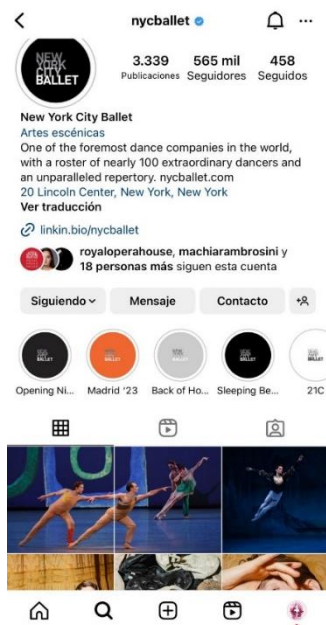 nycballet
NEW
YORK
CITY
BALLET
3.339 565 mil 458
Publicaciones Seguidores Seguidos
New York City Ballet
Artes escénicas
One of the foremost dance companies in the world,
with a roster of nearly 100 extraordinary dancers and
an unparalleled repertory. nycballet.com
20 Lincoln Center, New York, New York
Ver traducción
linkin.bio/nycballet
royaloperahouse, machiarambrosini y
18 personas más siguen esta cuenta
Siguiendo Mensaje Contacto
Opening Ni... Madrid '23 Back of Ho... Sleeping Be... 21C